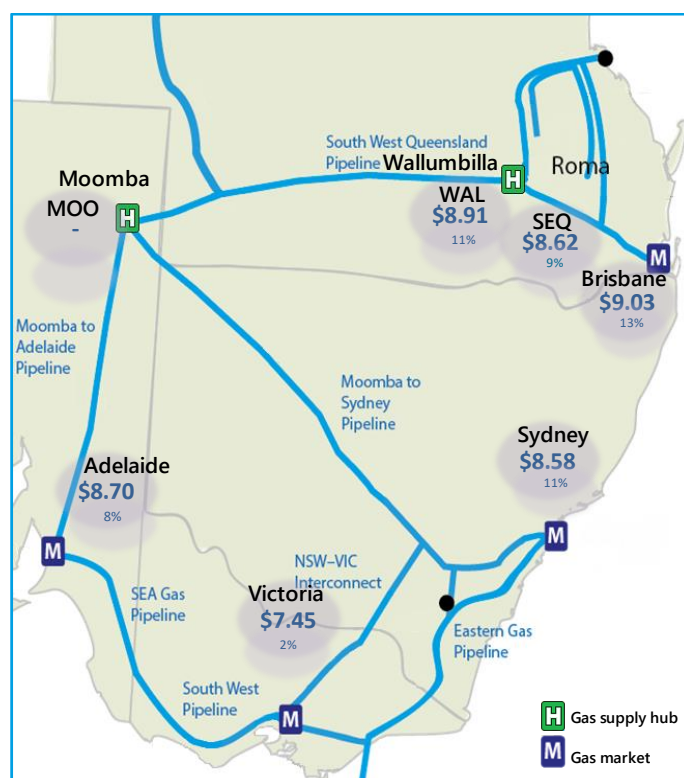 South West Queensland
Pipeline
Wallumbilla
Roma
Moomba
MOO
-
WAL
$8.91
11%
SEQ
$8.62
9%
Brisbane
$9.03
13%
Moomba to
Adelaide
Pipeline
Moomba to
Sydney
Pipeline
Sydney
$8.58
11%
Adelaide
$8.70
8%
NSW–VIC
Interconnect
SEA Gas
Pipeline
Victoria
$7.45
2%
Eastern Gas
Pipeline
South West
Pipeline
H
H
M
M
M
M
H Gas supply hub
M Gas market